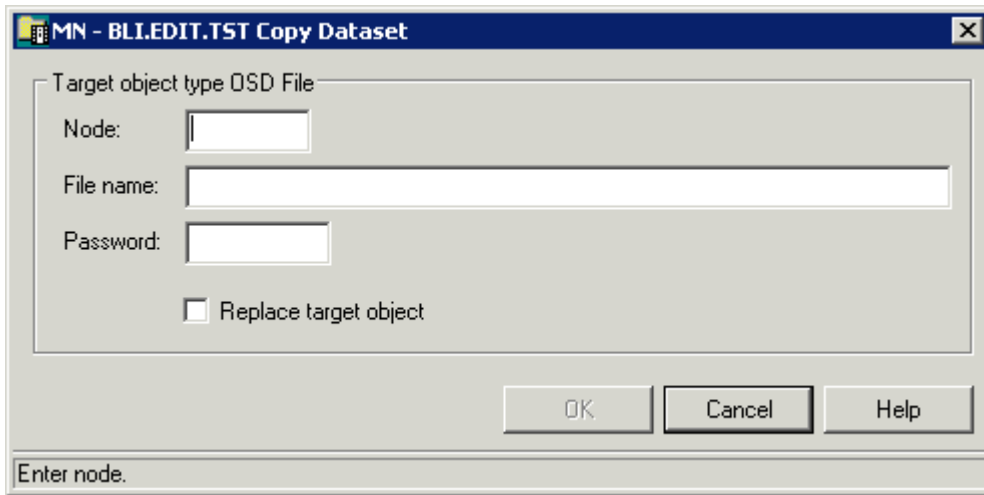 MN - BLI.EDIT.TST Copy Dataset
Target object type OSD File
Node:
File name:
Password:
Replace target object
OK Cancel Help
Enter node.